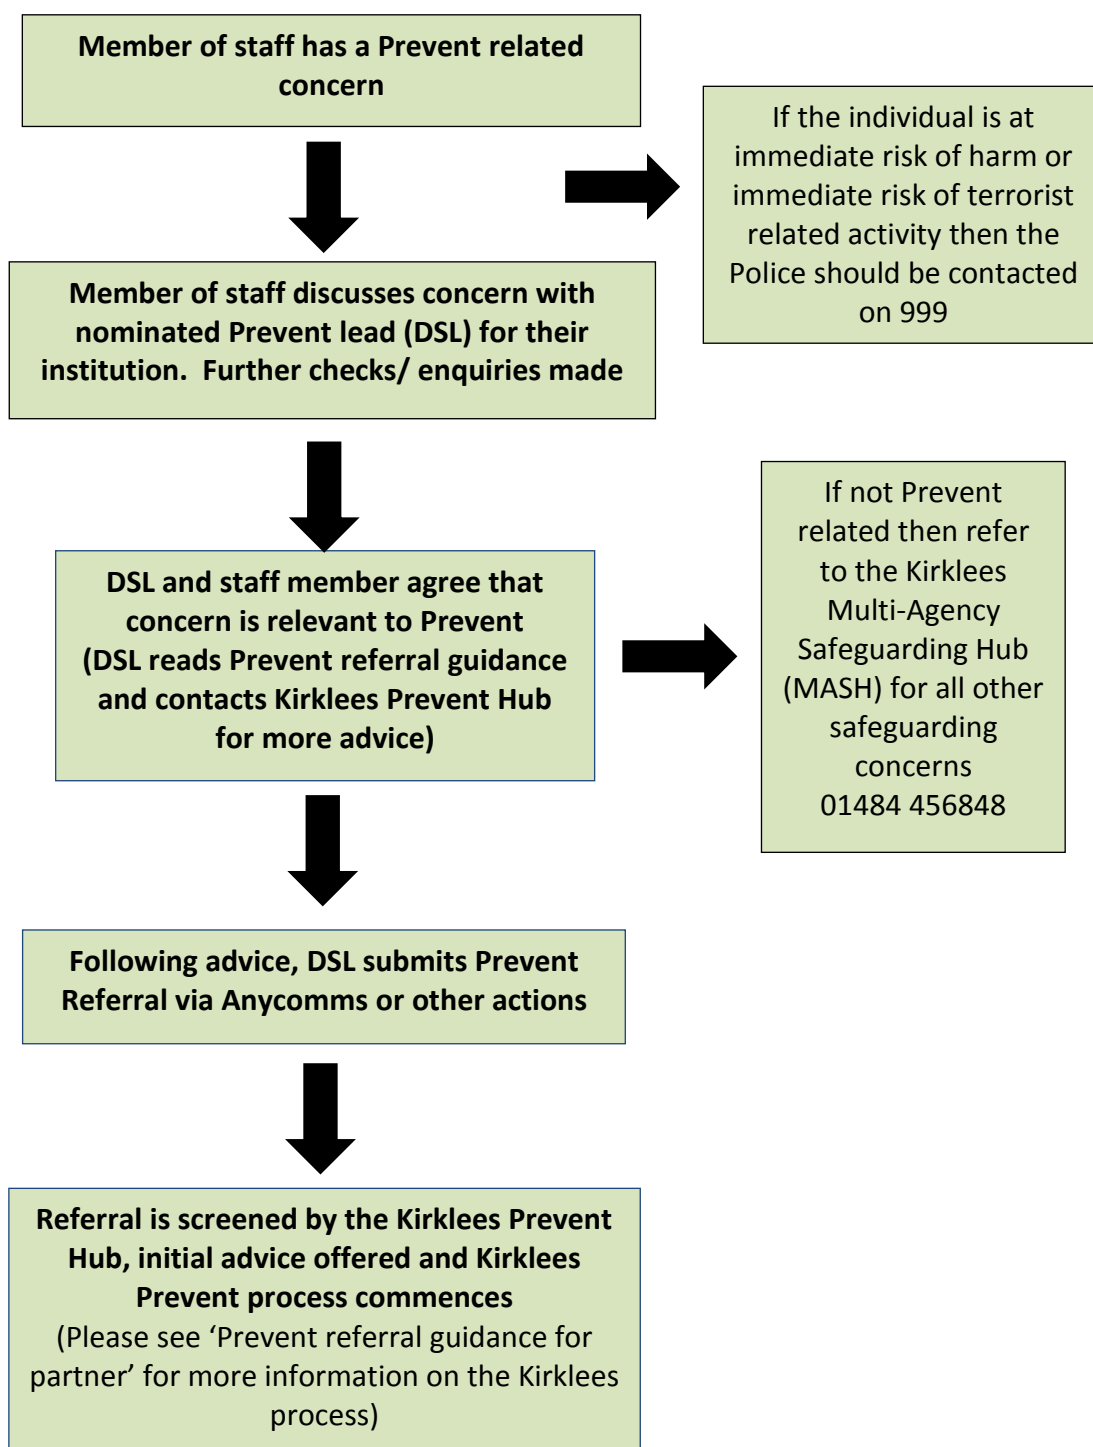 Member of staff has a Prevent related
concern
If the individual is at
immediate risk of harm or
immediate risk of terrorist
related activity then the
Police should be contacted
on 999
Member of staff discusses concern with
nominated Prevent lead (DSL) for their
institution.  Further checks/ enquiries made
DSL and staff member agree that
concern is relevant to Prevent
(DSL reads Prevent referral guidance
and contacts Kirklees Prevent Hub
for more advice)
If not Prevent
related then refer
to the Kirklees
Multi-Agency
Safeguarding Hub
(MASH) for all other
safeguarding
concerns
01484 456848
Following advice, DSL submits Prevent
Referral via Anycomms or other actions
Referral is screened by the Kirklees Prevent
Hub, initial advice offered and Kirklees
Prevent process commences
(Please see ‘Prevent referral guidance for
partner’ for more information on the Kirklees
process)